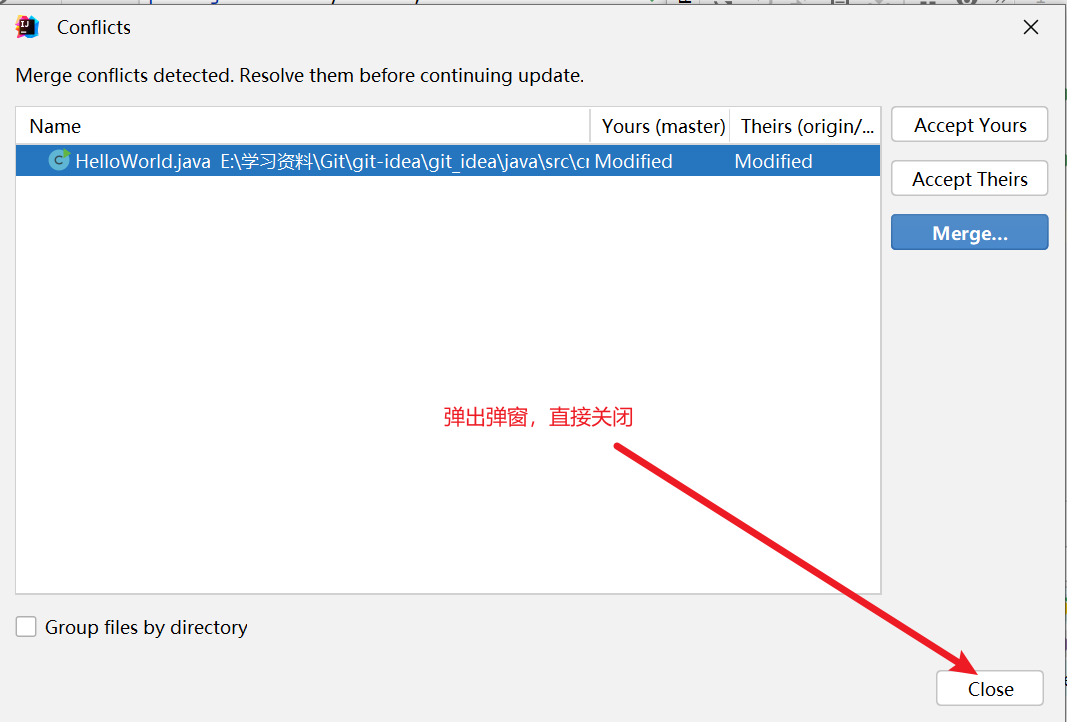 Conflicts
Merge conflicts detected. Resolve them before continuing update.
Name Yours (master) Theirs (origin/...
HelloWorld.java E:\学习资料\Git\git-idea\git_idea\java\src\cn Modified Modified
Accept Yours
Accept Theirs
Merge...
弹出弹窗，直接关闭
Group files by directory
Close